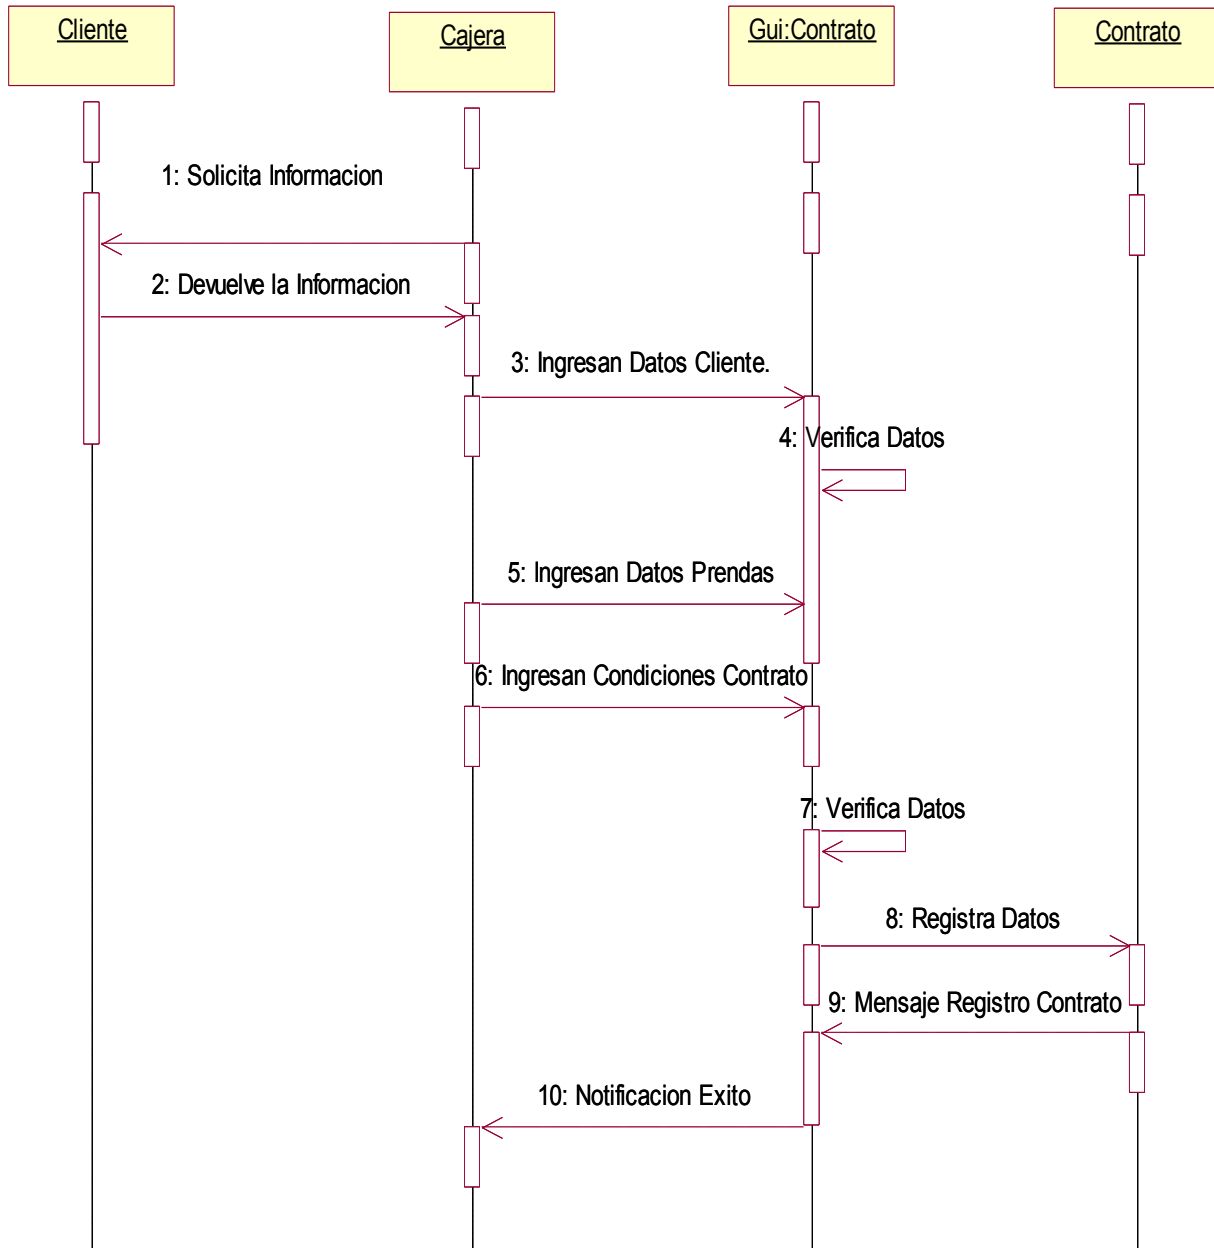 Cliente
Cajera
Gui:Contrato
Contrato
1: Solicita Informacion
2: Devuelve la Informacion
3: Ingresan Datos Cliente.
4: Verifica Datos
5: Ingresan Datos Prendas
6: Ingresan Condiciones Contrato
7: Verifica Datos
8: Registra Datos
9: Mensaje Registro Contrato
10: Notificacion Exito